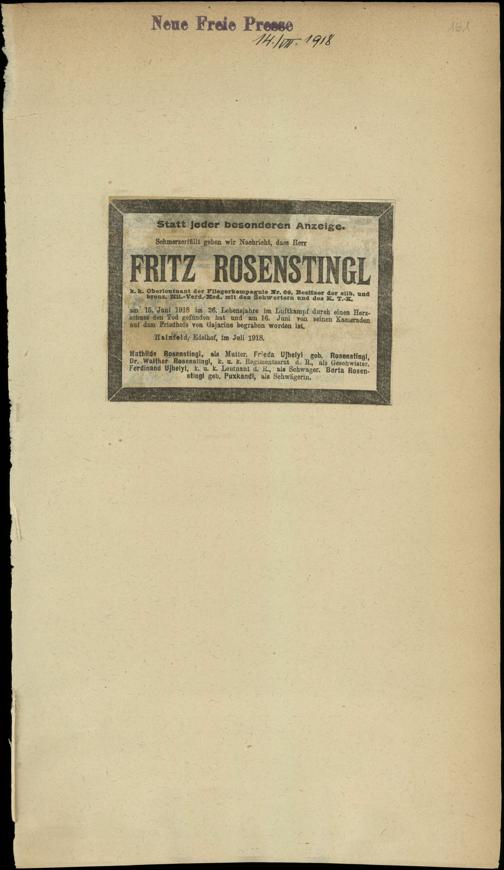 Neue Freie Presse
14./VII. 1918
161
Statt jeder besonderen Anzeige.
Schmerzerfüllt geben wir Nachricht, dass Herr
FRITZ ROSENSTINGL
k. k. Oberleutnant der Fliegerkompagnie Nr. 66, Besitzer der silb. und
bronz. Mil.-Verd.-Med. mit den Schwertern und des K. T.-K.
am 15. Juni 1918 im 26. Lebensjahre im Luftkampf durch einen Herz-
schuss den Tod gefunden hat und am 16. Juni von seinen Kameraden
auf dem Friedhofe von Gajarine begraben worden ist.
Hainfeld, Edelhof, im Juli 1918.
Mathilde Rosenstingl, als Mutter. Frieda Ujhelyi geb. Rosenstingl,
Dr. Walther Rosenstingl, k. u. k. Regimentsarzt d. R., als Geschwister.
Ferdinand Ujhelyi, k. u. k. Leutnant d. R., als Schwager. Berta Rosen-
stingl geb. Puxkandl, als Schwägerin.